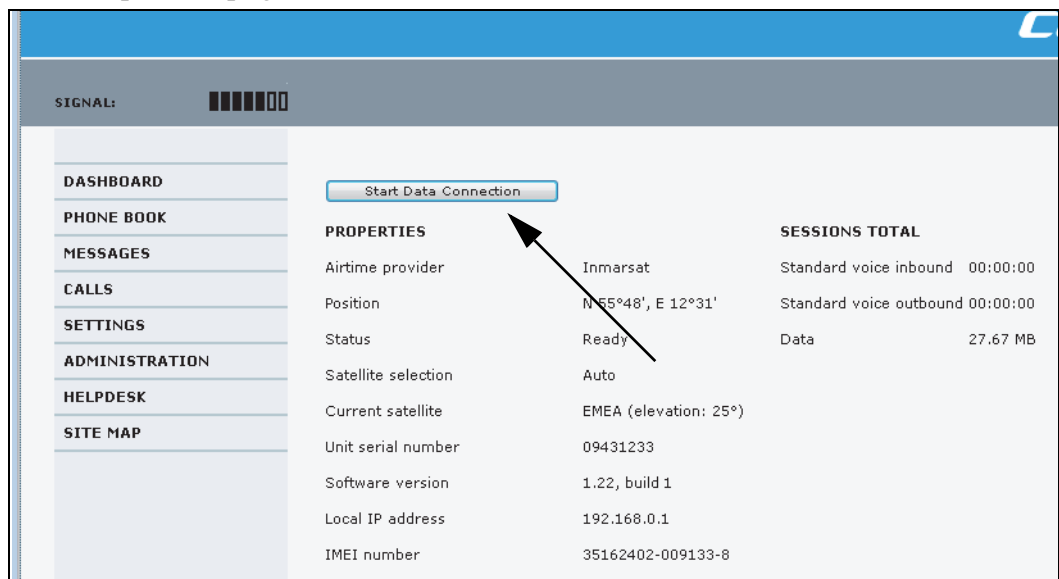 SIGNAL:
DASHBOARD
PHONE BOOK
MESSAGES
CALLS
SETTINGS
ADMINISTRATION
HELPDESK
SITE MAP
Start Data Connection
PROPERTIES
Airtime provider Inmarsat
Position N 55°48', E 12°31'
Status Ready
Satellite selection Auto
Current satellite EMEA (elevation: 25°)
Unit serial number 09431233
Software version 1.22, build 1
Local IP address 192.168.0.1
IMEI number 35162402-009133-8
SESSIONS TOTAL
Standard voice inbound 00:00:00
Standard voice outbound 00:00:00
Data 27.67 MB